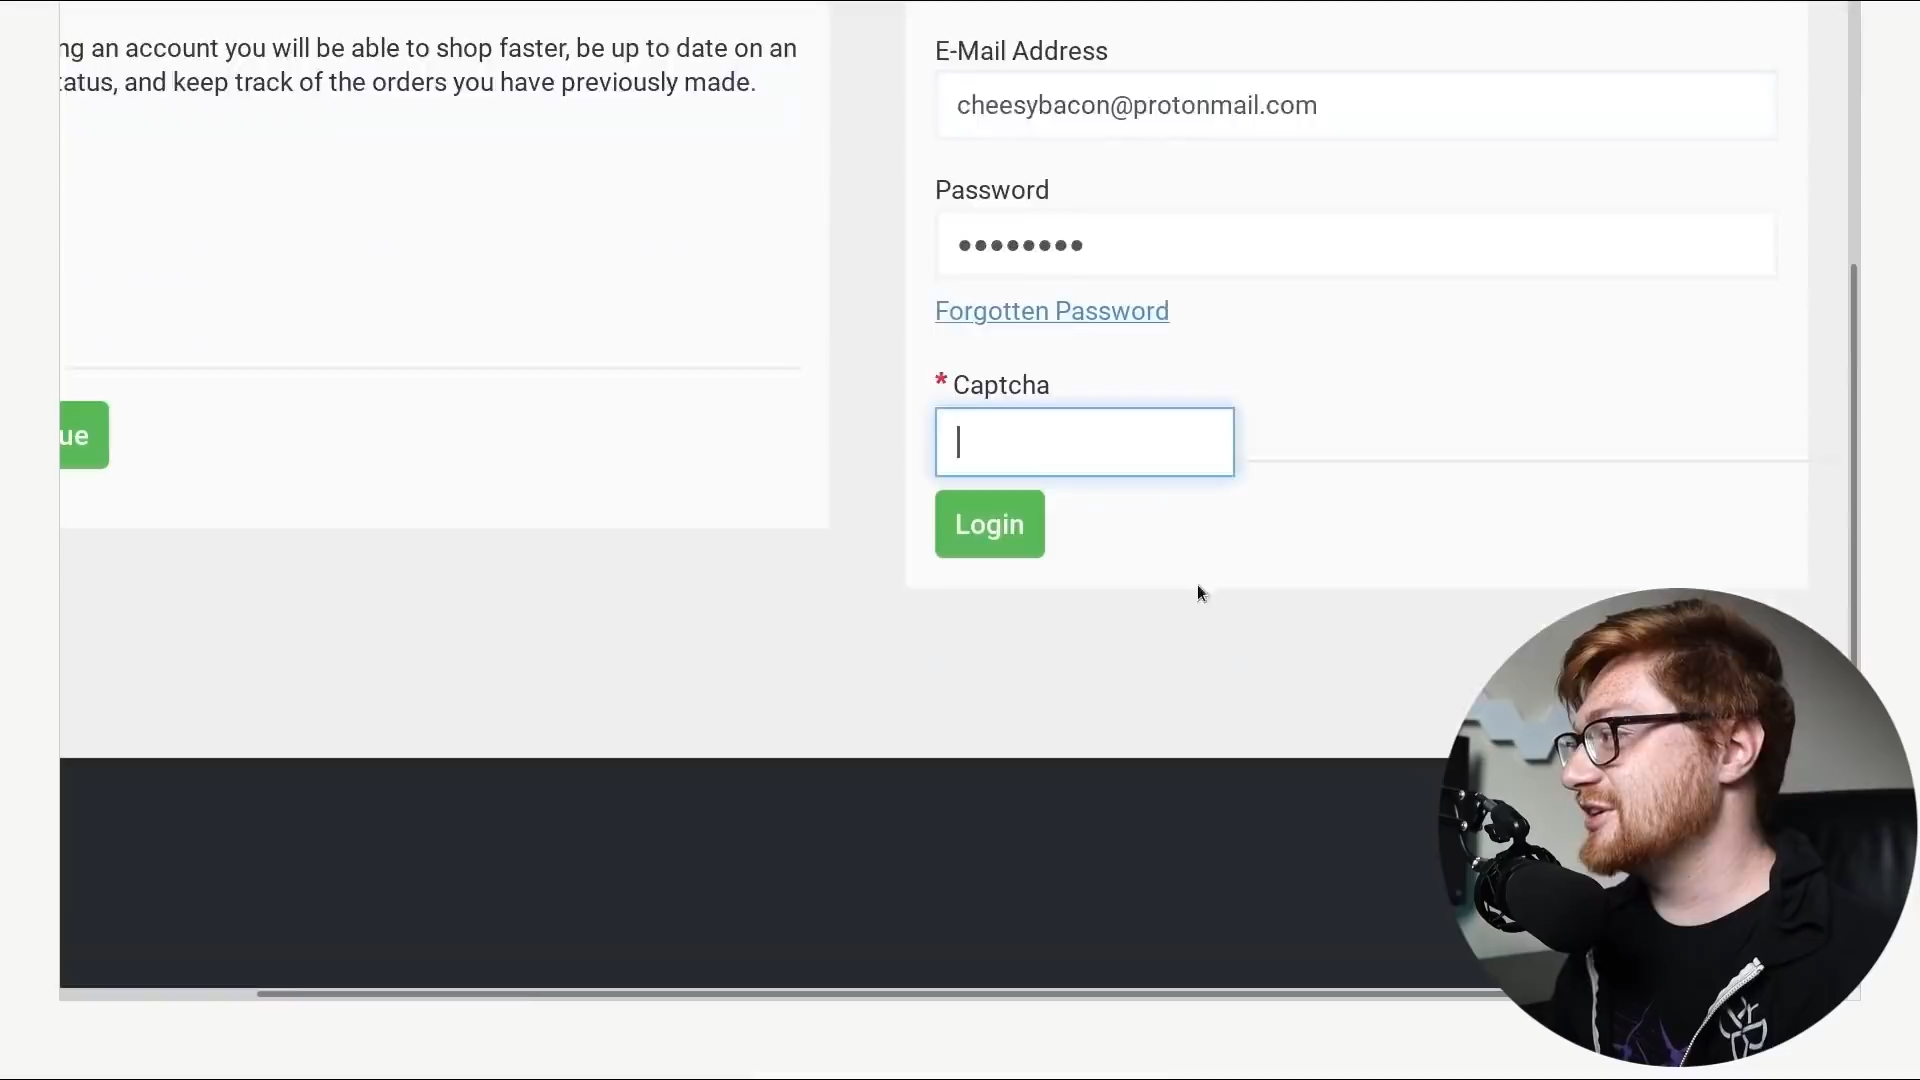 ng an account you will be able to shop faster, be up to date on an
tatus, and keep track of the orders you have previously made.
ue
E-Mail Address
cheesybacon@protonmail.com
Password
••••••••
Forgotten Password
* Captcha
Login